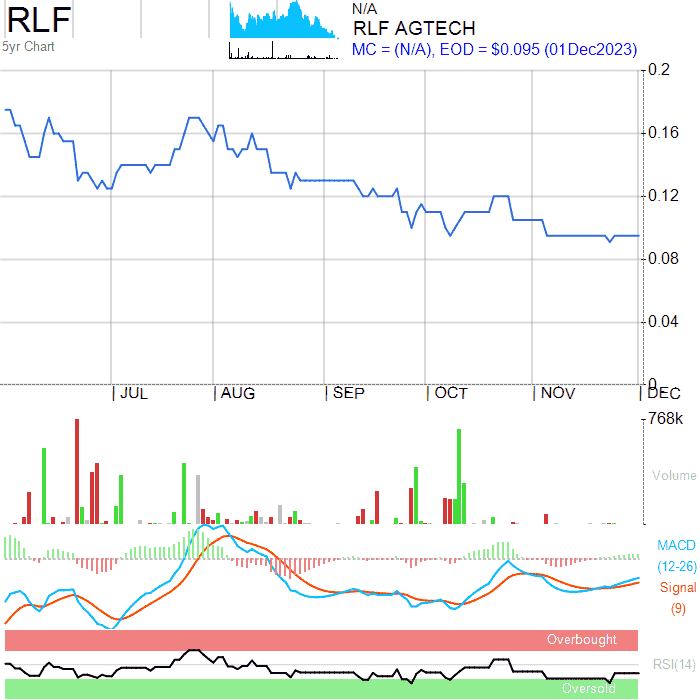 RLF
5yr Chart
N/A
RLF AGTECH
MC = (N/A), EOD = $0.095 (01Dec2023)
0.2
0.16
0.12
0.08
0.04
0
JUL AUG SEP OCT NOV DEC
768k
Volume
MACD
(12-26)
Signal
(9)
Overbought
RSI(14)
Oversold